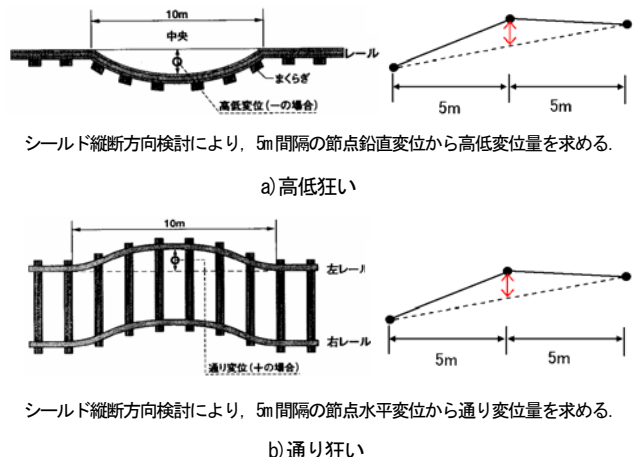 10m
中央
レール
まくらぎ
高低変位(ーの場合)
5m
5m
シールド縦断方向検討により,5m間隔の節点鉛直変位から高低変位量を求める.
a)高低狂い
10m
左レール
右レール
通り変位(+の場合)
5m
5m
シールド縦断方向検討により,5m間隔の節点水平変位から通り変位量を求める.
b)通り狂い